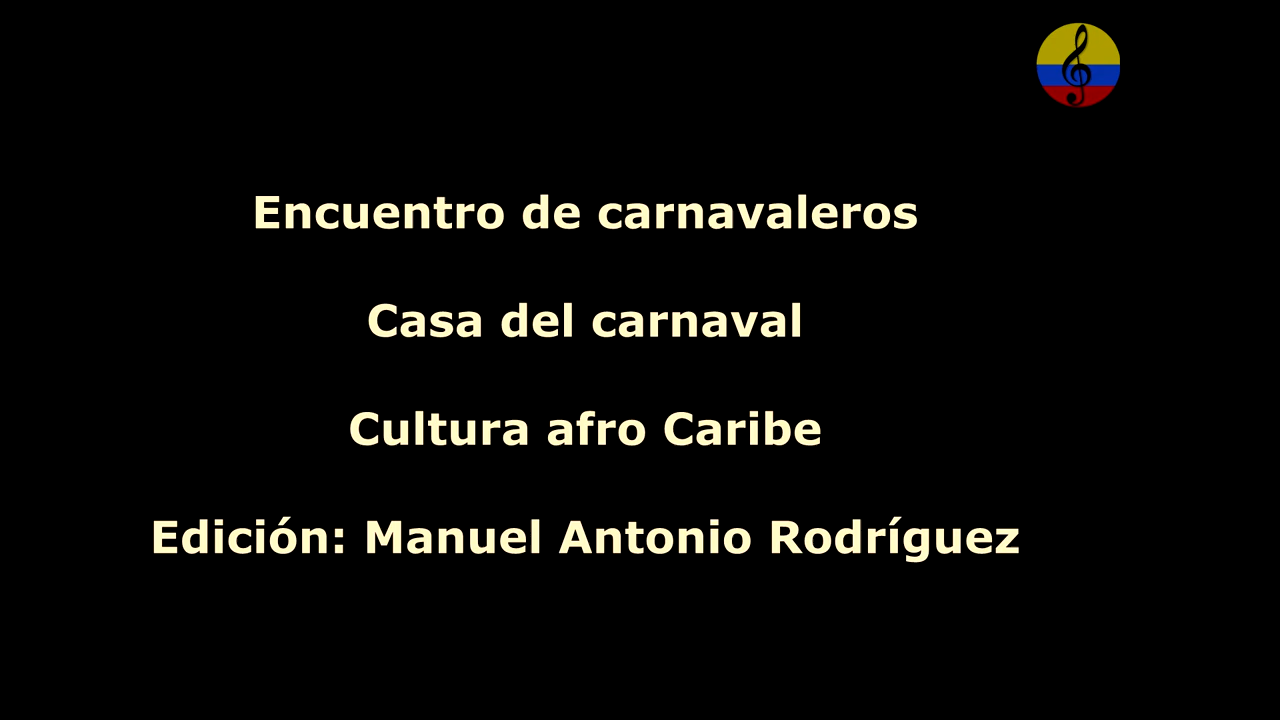 Encuentro de carnavaleros
Casa del carnaval
Cultura afro Caribe
Edición: Manuel Antonio Rodríguez